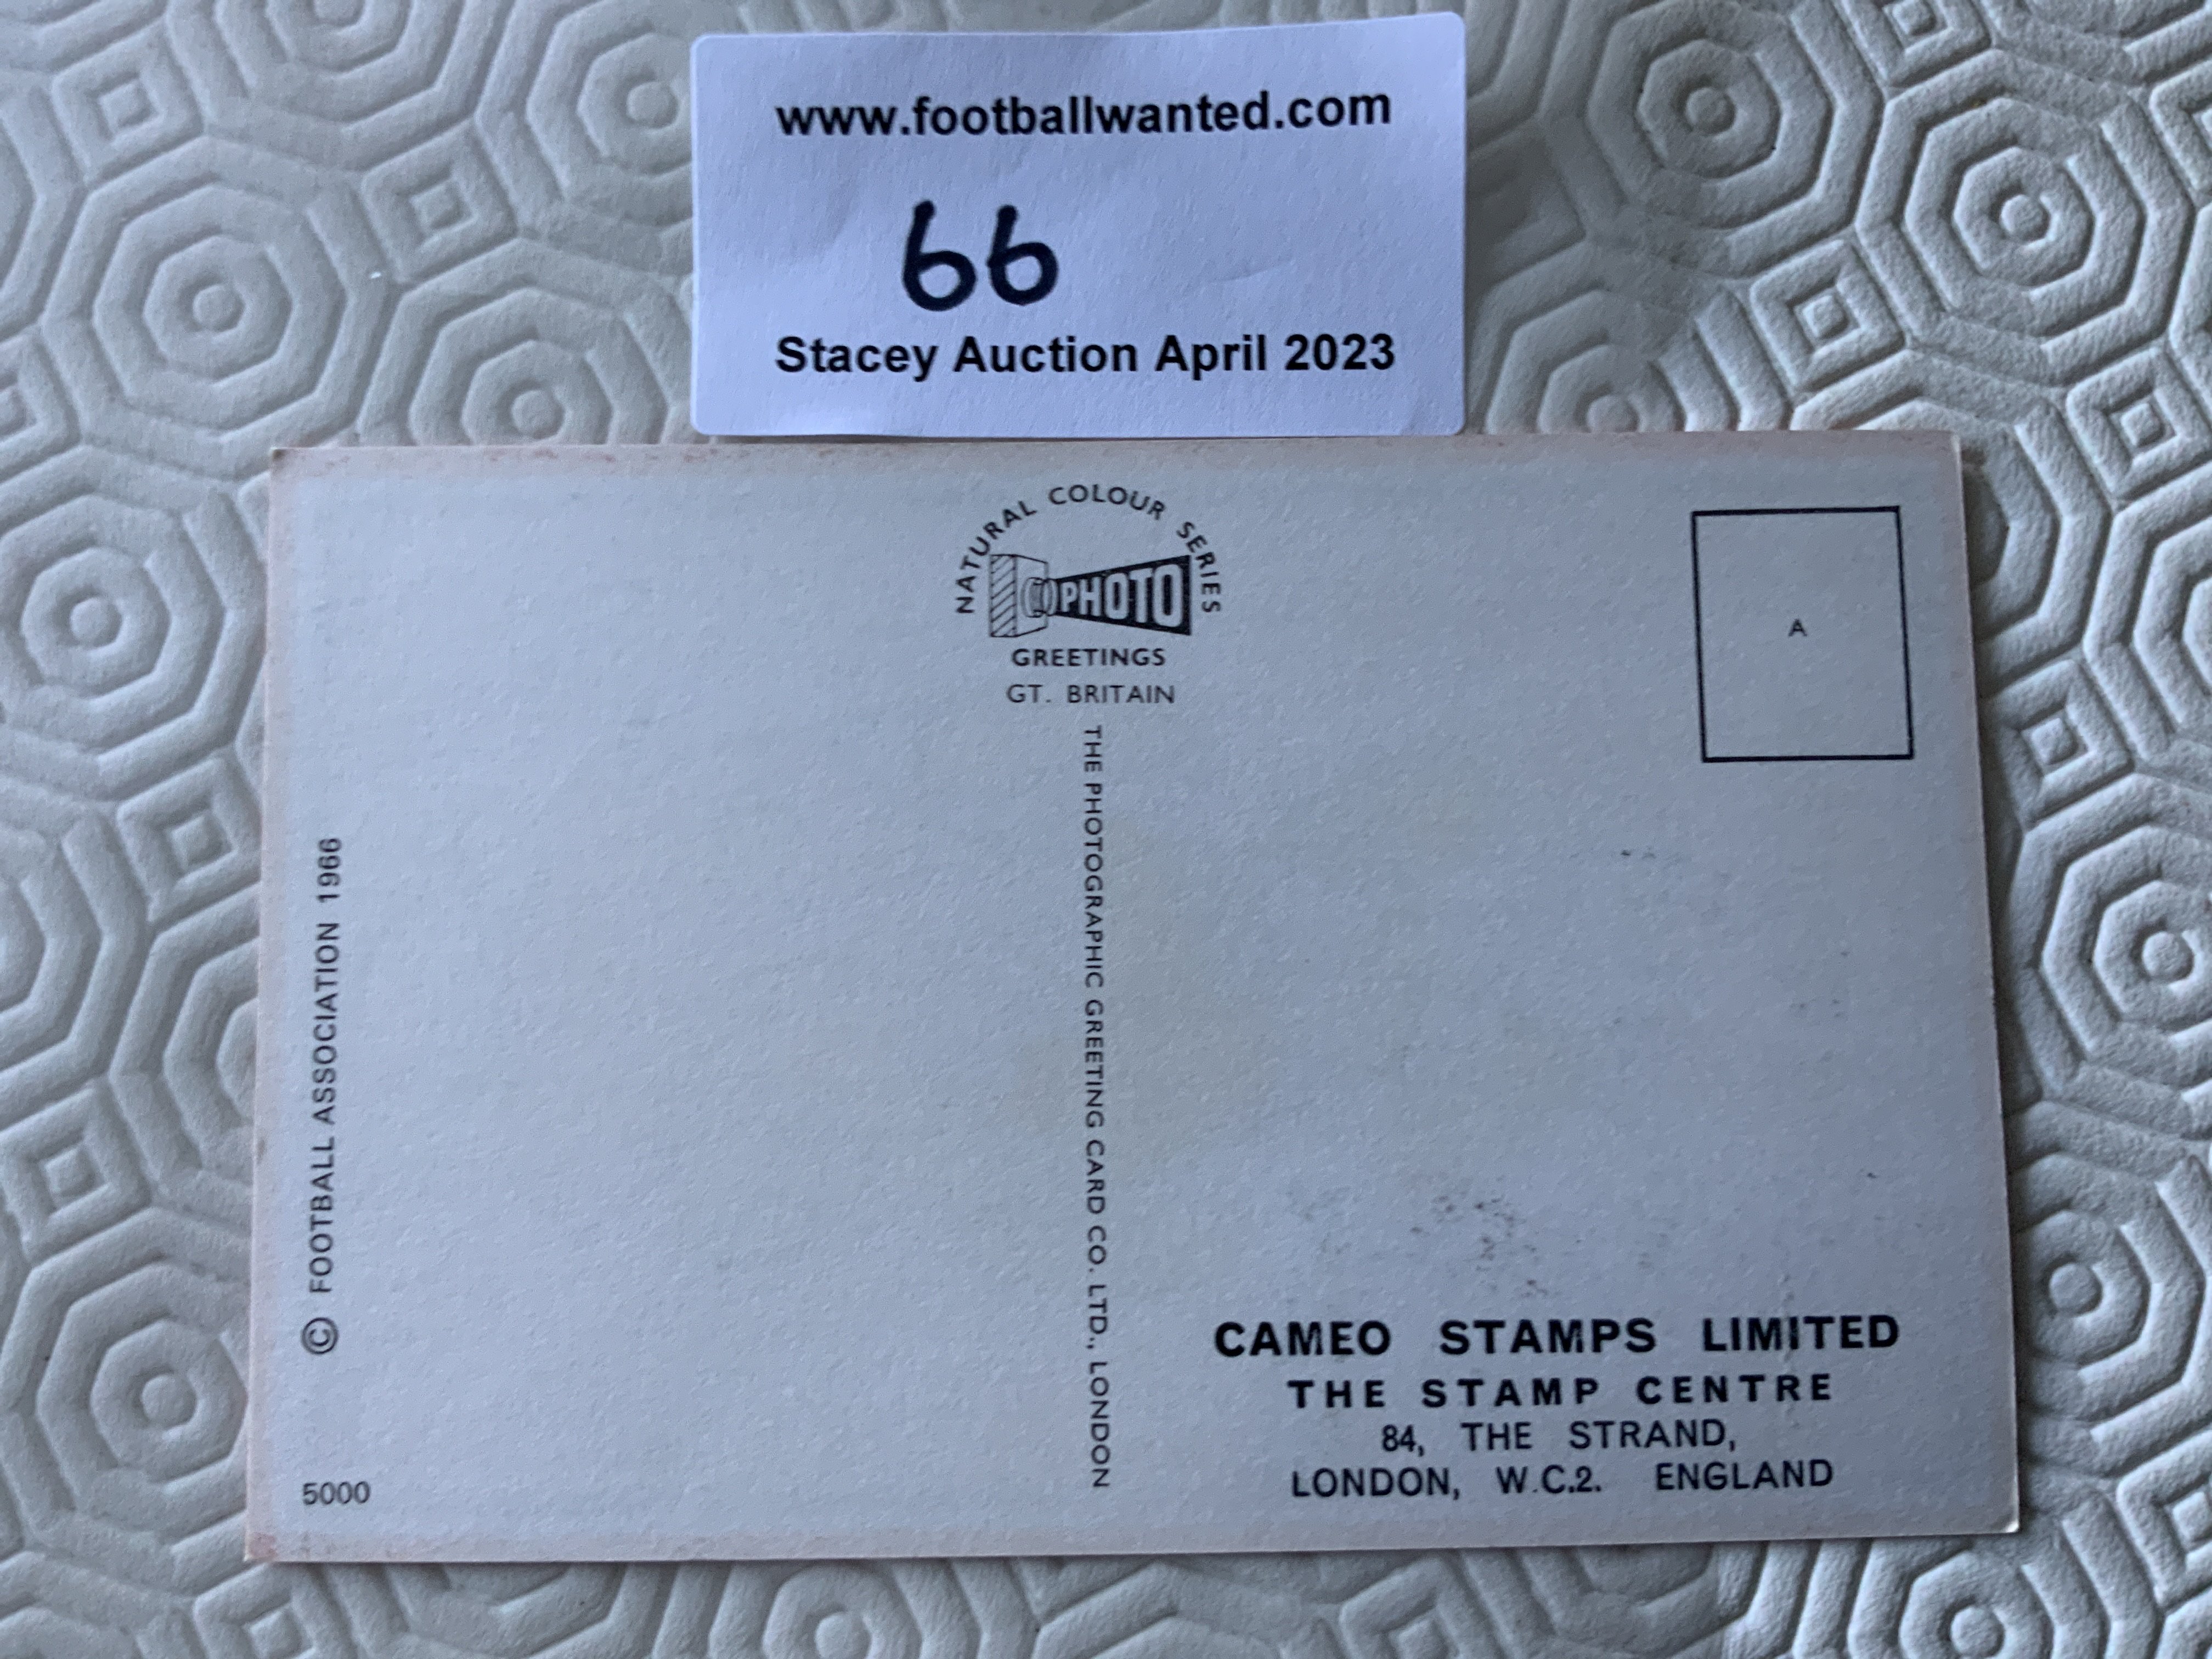 www.footballwanted.com
66
Stacey Auction April 2023
NATURAL COLOUR SERIES
PHOTO
GREETINGS
GT. BRITAIN
A
THE PHOTOGRAPHIC GREETING CARD CO. LTD., LONDON
© FOOTBALL ASSOCIATION 1966
5000
CAMEO STAMPS LIMITED
THE STAMP CENTRE
84, THE STRAND,
LONDON, W.C.2. ENGLAND